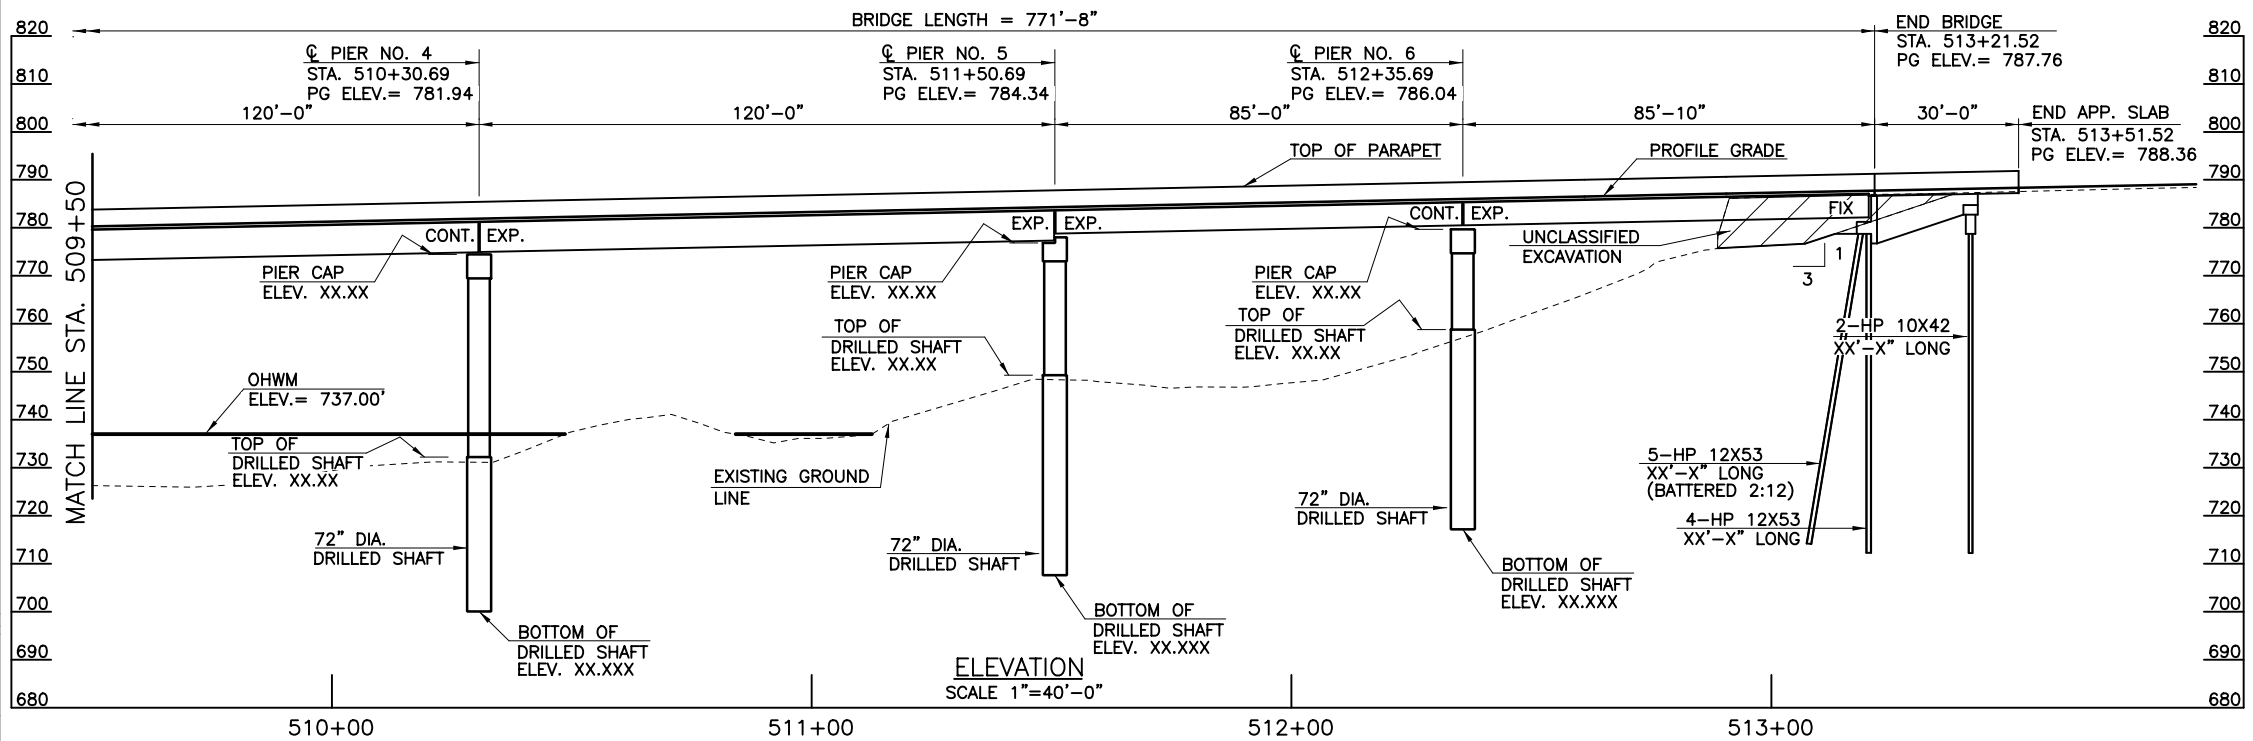 BRIDGE LENGTH = 771'-8"
END BRIDGE
STA. 513+21.52
PG ELEV.= 787.76
℄ PIER NO. 4
STA. 510+30.69
PG ELEV.= 781.94
℄ PIER NO. 5
STA. 511+50.69
PG ELEV.= 784.34
℄ PIER NO. 6
STA. 512+35.69
PG ELEV.= 786.04
120'-0"
120'-0"
85'-0"
85'-10"
30'-0"
END APP. SLAB
STA. 513+51.52
PG ELEV.= 788.36
820
810
800
790
780
770
760
750
740
730
720
710
700
690
680
820
810
800
790
780
770
760
750
740
730
720
710
700
690
680
MATCH LINE STA. 509+50
TOP OF PARAPET
PROFILE GRADE
CONT.
EXP.
EXP.
EXP.
CONT.
EXP.
FIX
PIER CAP
ELEV. XX.XX
PIER CAP
ELEV. XX.XX
PIER CAP
ELEV. XX.XX
UNCLASSIFIED
EXCAVATION
1
3
TOP OF
DRILLED SHAFT
ELEV. XX.XX
TOP OF
DRILLED SHAFT
ELEV. XX.XX
2-HP 10X42
XX'-X" LONG
OHWM
ELEV.= 737.00'
TOP OF
DRILLED SHAFT
ELEV. XX.XX
EXISTING GROUND
LINE
5-HP 12X53
XX'-X" LONG
(BATTERED 2:12)
4-HP 12X53
XX'-X" LONG
72" DIA.
DRILLED SHAFT
72" DIA.
DRILLED SHAFT
72" DIA.
DRILLED SHAFT
BOTTOM OF
DRILLED SHAFT
ELEV. XX.XXX
BOTTOM OF
DRILLED SHAFT
ELEV. XX.XXX
BOTTOM OF
DRILLED SHAFT
ELEV. XX.XXX
ELEVATION
SCALE 1"=40'-0"
510+00
511+00
512+00
513+00